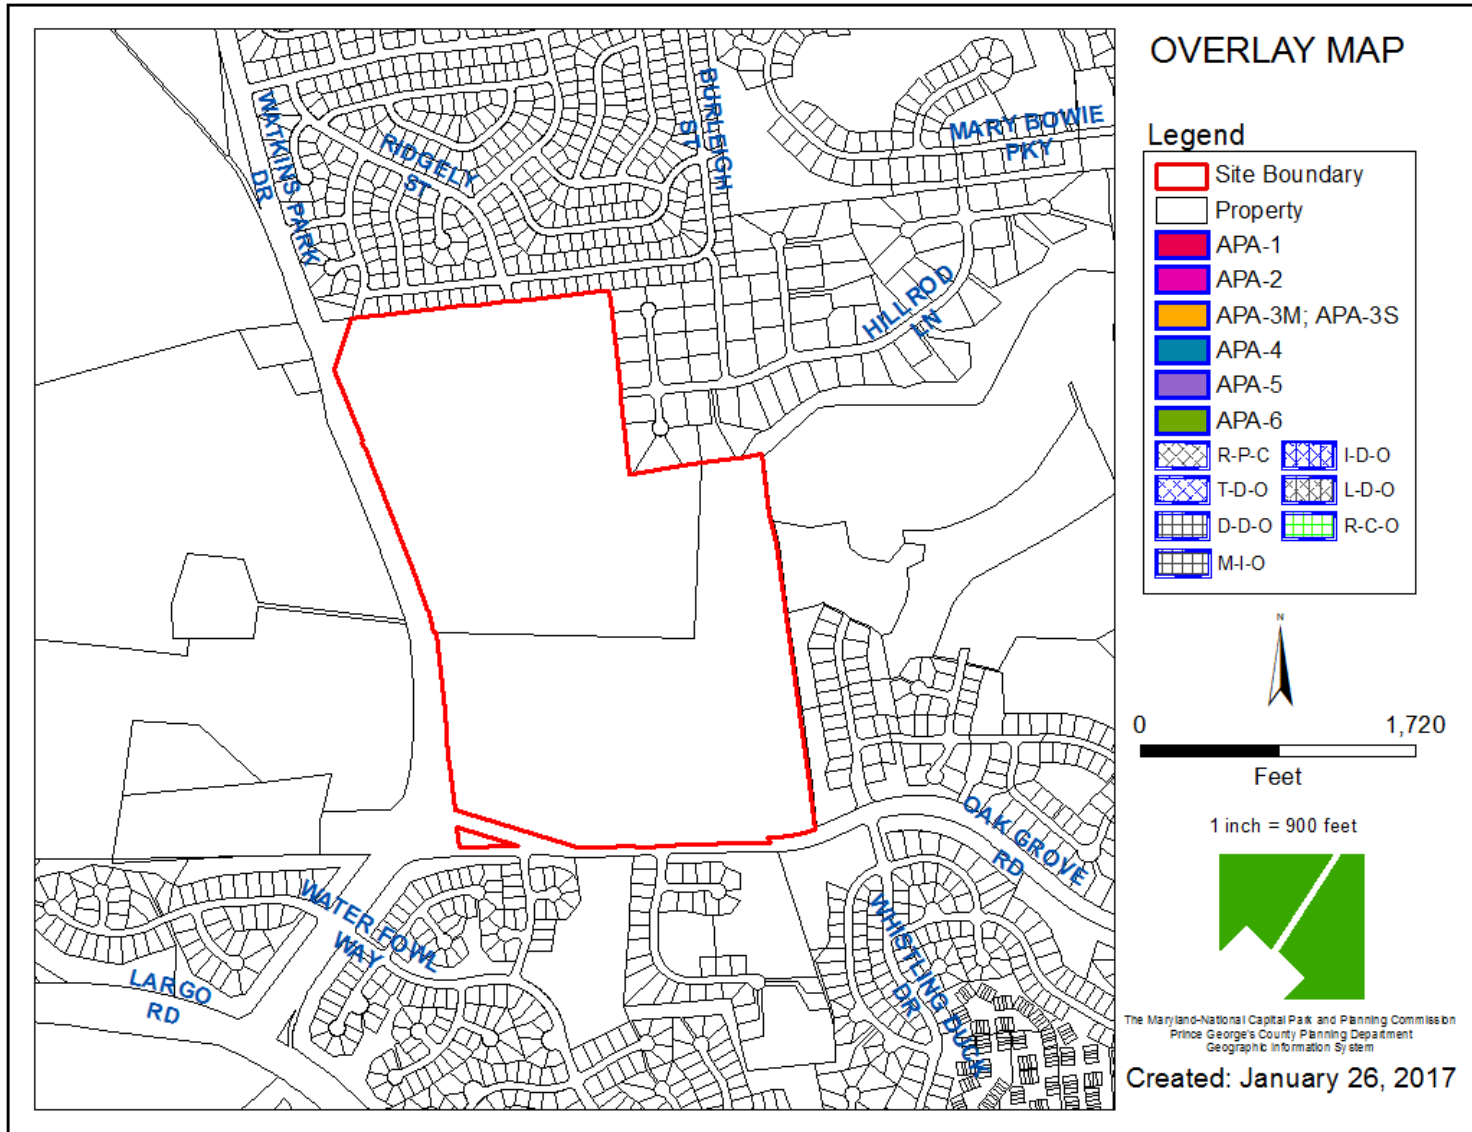 OVERLAY MAP
Legend
Site Boundary
Property
APA-1
APA-2
APA-3M; APA-3S
APA-4
APA-5
APA-6
R-P-C
I-D-O
T-D-O
L-D-O
D-D-O
R-C-O
M-I-O
N
0
1,720
Feet
1 inch = 900 feet
The Maryland-National Capital Park and Planning Commission
Prince George's County Planning Department
Geographic Information System
Created: January 26, 2017
WATKINS PARK
DR
RIDGELY
ST
BURLEIGH
ST
MARY BOWIE
PKY
HILLROD
LN
OAK GROVE
RD
WATER FOWL
WAY
WHISTLING DUCK
DR
LARGO
RD